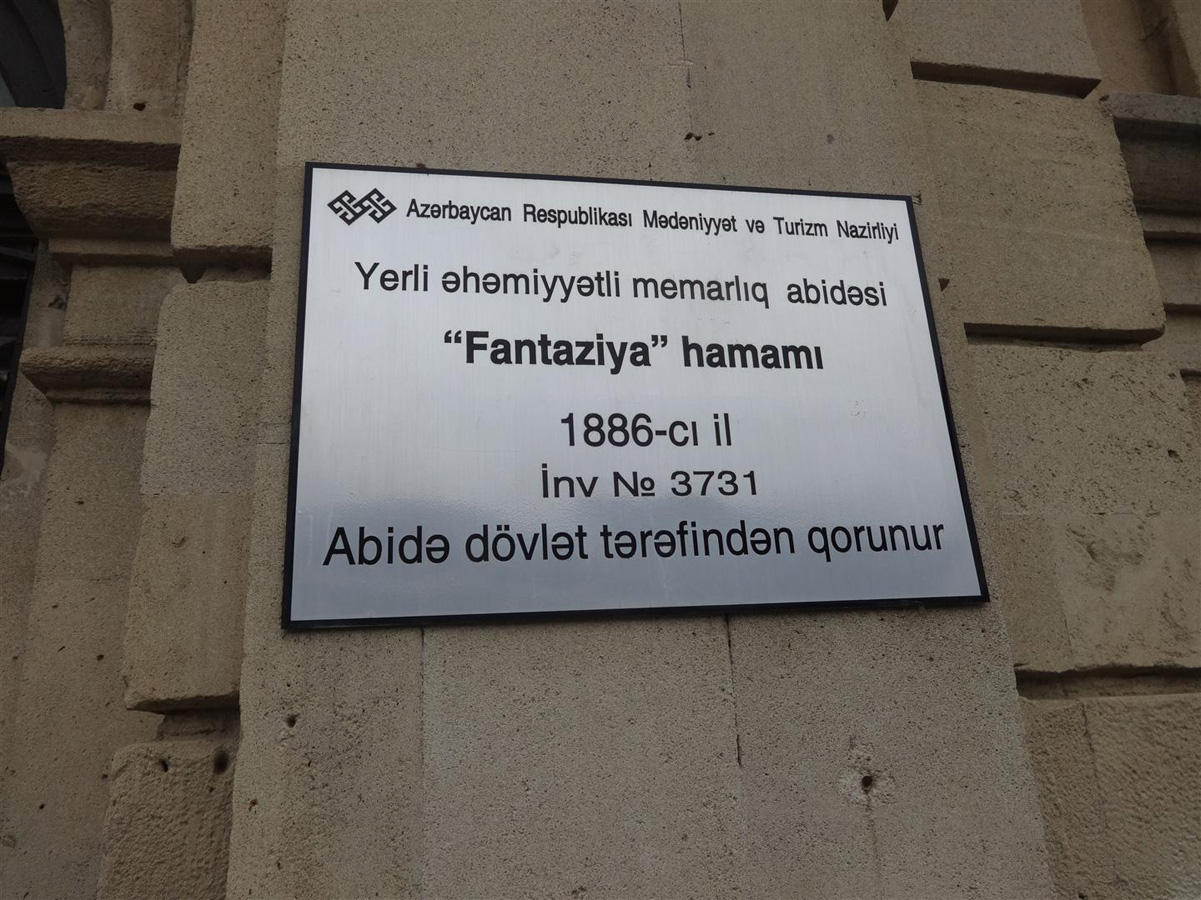 Azərbaycan Respublikası Mədəniyyət və Turizm Nazirliyi
Yerli əhəmiyyətli memarlıq abidəsi
“Fantaziya” hamamı
1886-cı il
İnv № 3731
Abidə dövlət tərəfindən qorunur